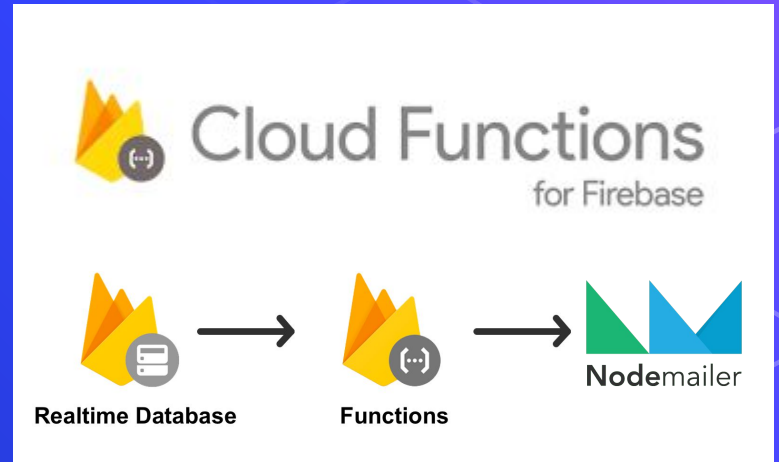 Cloud Functions
for Firebase
Nodemailer
Realtime Database
Functions